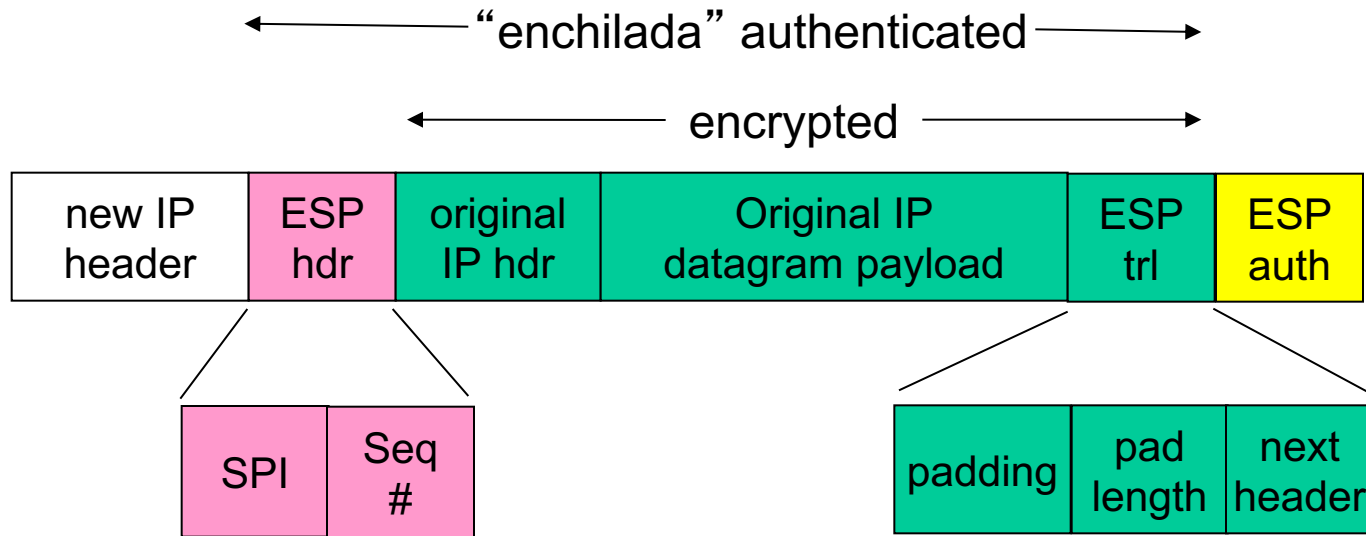 “enchilada” authenticated
encrypted
new IP
header
ESP
hdr
original
IP hdr
Original IP
datagram payload
ESP
trl
ESP
auth
SPI
Seq
#
padding
pad
length
next
header